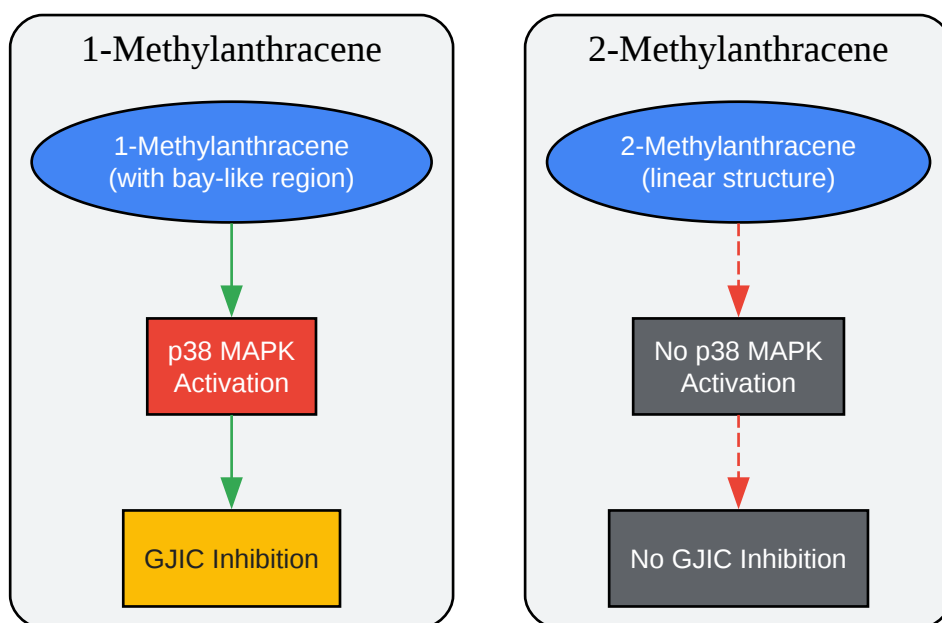 1-Methylanthracene
1-Methylanthracene
(with bay-like region)
p38 MAPK
Activation
GJIC Inhibition
2-Methylanthracene
2-Methylanthracene
(linear structure)
No p38 MAPK
Activation
No GJIC Inhibition